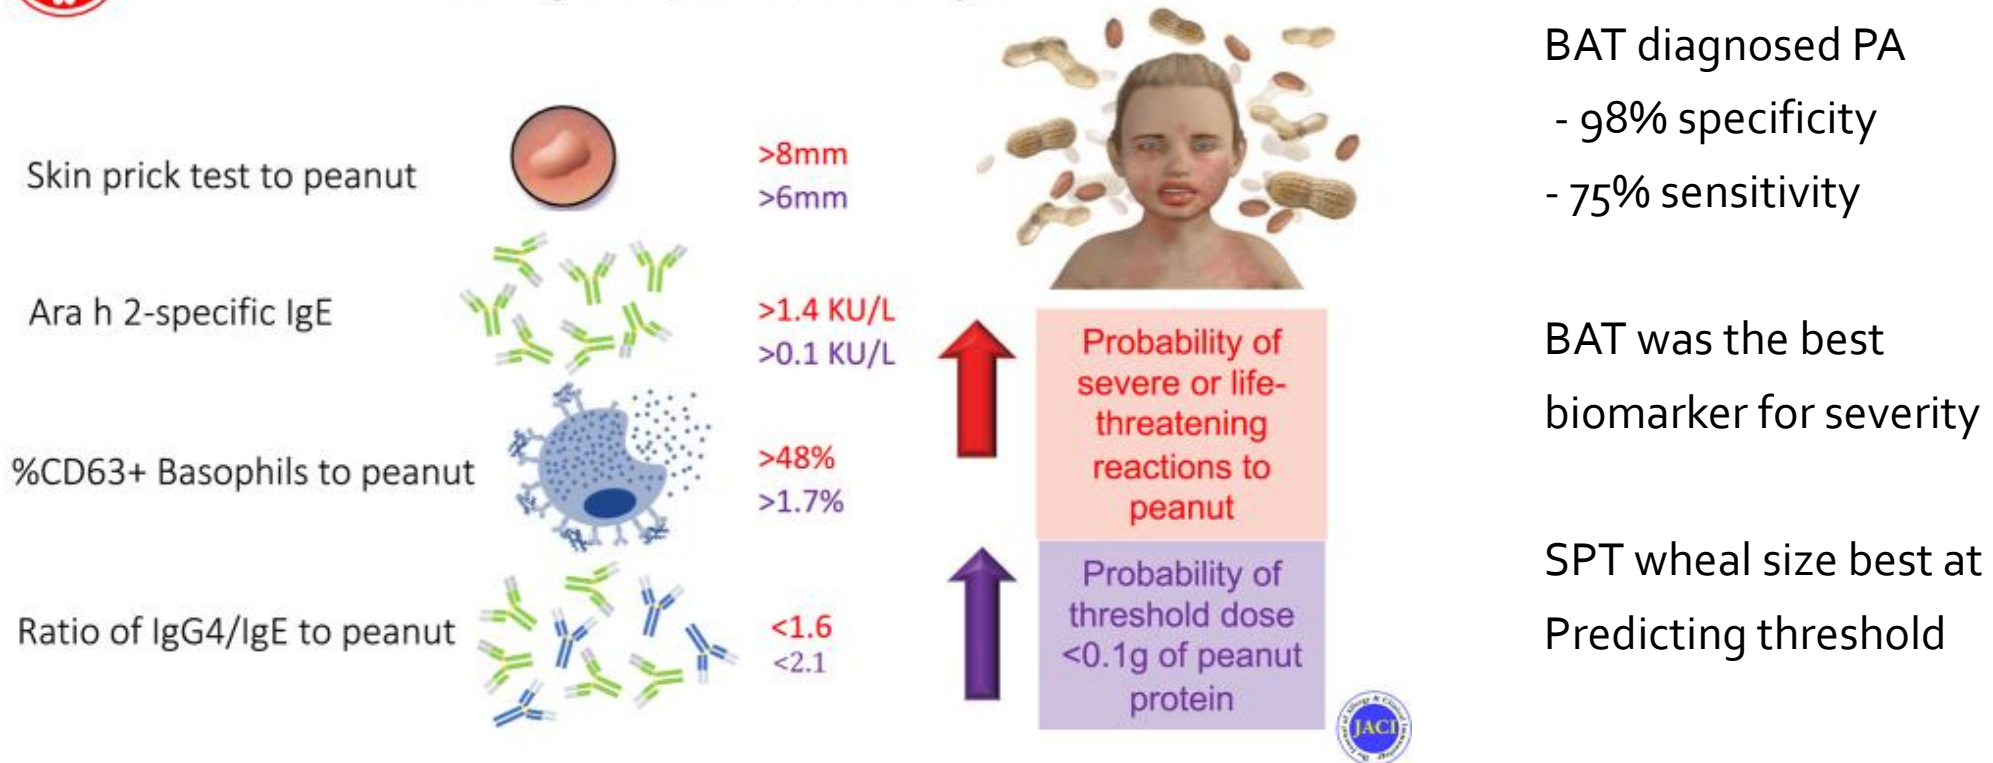 Skin prick test to peanut
>8mm
>6mm
Ara h 2-specific IgE
>1.4 KU/L
>0.1 KU/L
%CD63+ Basophils to peanut
>48%
>1.7%
Ratio of IgG4/IgE to peanut
<1.6
<2.1
Probability of
severe or life-
threatening
reactions to
peanut
Probability of
threshold dose
<0.1g of peanut
protein
JACI
BAT diagnosed PA
- 98% specificity
- 75% sensitivity
BAT was the best
biomarker for severity
SPT wheal size best at
Predicting threshold